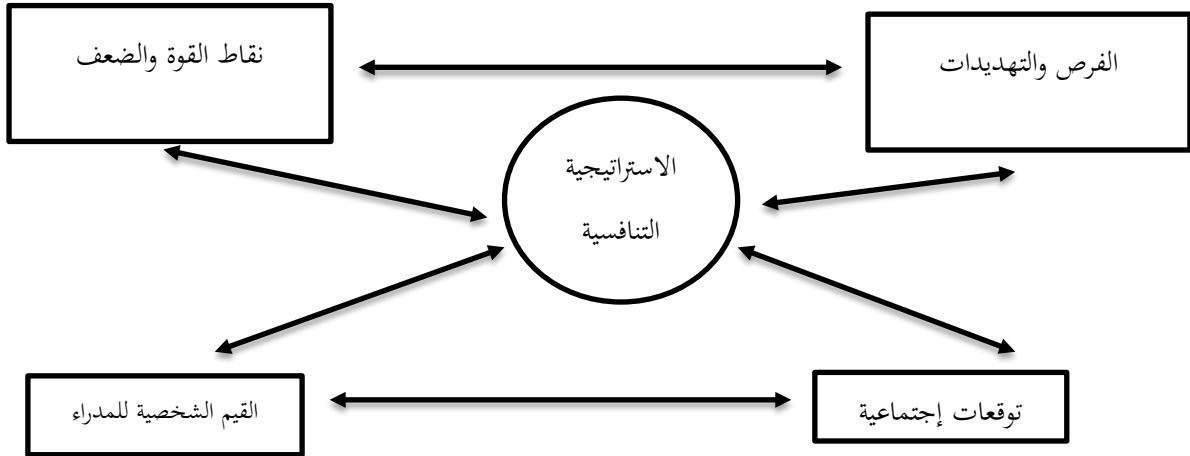 الفرص والتهديدات
نقاط القوة والضعف
الاستراتيجية
التنافسية
توقعات إجتماعية
القيم الشخصية للمدراء